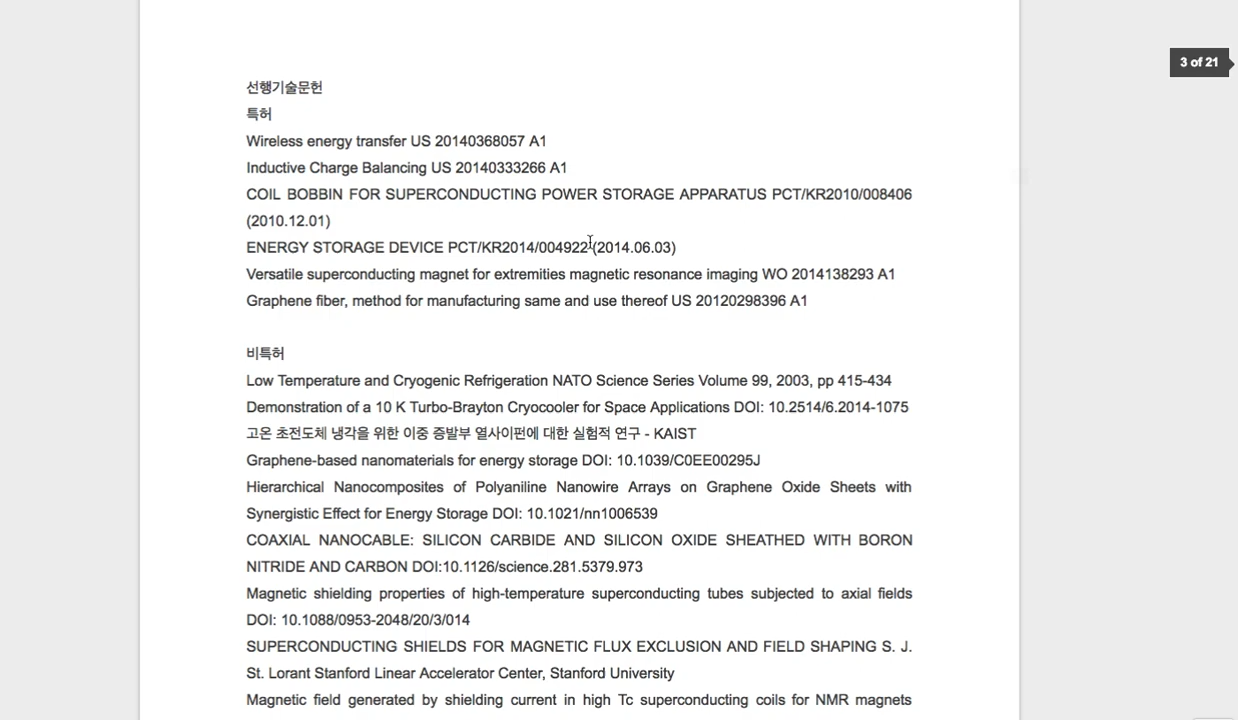 3 of 21
선행기술문헌
특허
Wireless energy transfer US 20140368057 A1
Inductive Charge Balancing US 20140333266 A1
COIL BOBBIN FOR SUPERCONDUCTING POWER STORAGE APPARATUS PCT/KR2010/008406
(2010.12.01)
ENERGY STORAGE DEVICE PCT/KR2014/004922 (2014.06.03)
Versatile superconducting magnet for extremities magnetic resonance imaging WO 2014138293 A1
Graphene fiber, method for manufacturing same and use thereof US 20120298396 A1
비특허
Low Temperature and Cryogenic Refrigeration NATO Science Series Volume 99, 2003, pp 415-434
Demonstration of a 10 K Turbo-Brayton Cryocooler for Space Applications DOI: 10.2514/6.2014-1075
고온 초전도체 냉각을 위한 이중 증발부 열사이펀에 대한 실험적 연구 - KAIST
Graphene-based nanomaterials for energy storage DOI: 10.1039/C0EE00295J
Hierarchical Nanocomposites of Polyaniline Nanowire Arrays on Graphene Oxide Sheets with
Synergistic Effect for Energy Storage DOI: 10.1021/nn1006539
COAXIAL NANOCABLE: SILICON CARBIDE AND SILICON OXIDE SHEATHED WITH BORON
NITRIDE AND CARBON DOI:10.1126/science.281.5379.973
Magnetic shielding properties of high-temperature superconducting tubes subjected to axial fields
DOI: 10.1088/0953-2048/20/3/014
SUPERCONDUCTING SHIELDS FOR MAGNETIC FLUX EXCLUSION AND FIELD SHAPING S. J.
St. Lorant Stanford Linear Accelerator Center, Stanford University
Magnetic field generated by shielding current in high Tc superconducting coils for NMR magnets